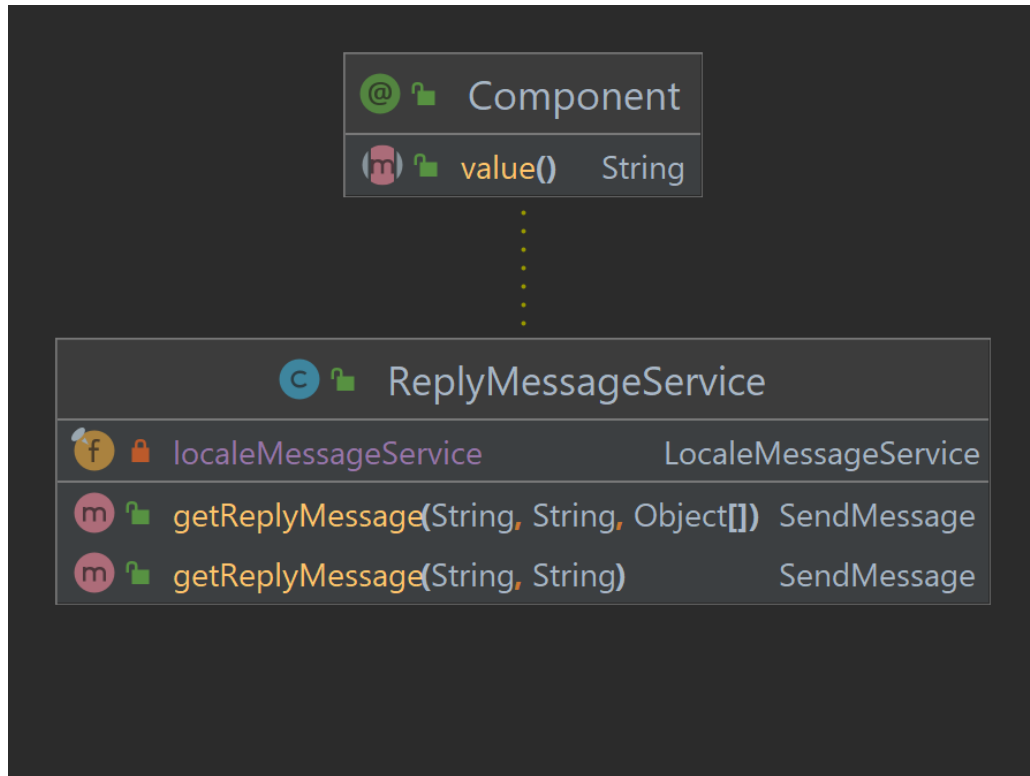 @ Component
(m) value() String
C ReplyMessageService
f localeMessageService LocaleMessageService
m getReplyMessage(String, String, Object[]) SendMessage
m getReplyMessage(String, String) SendMessage